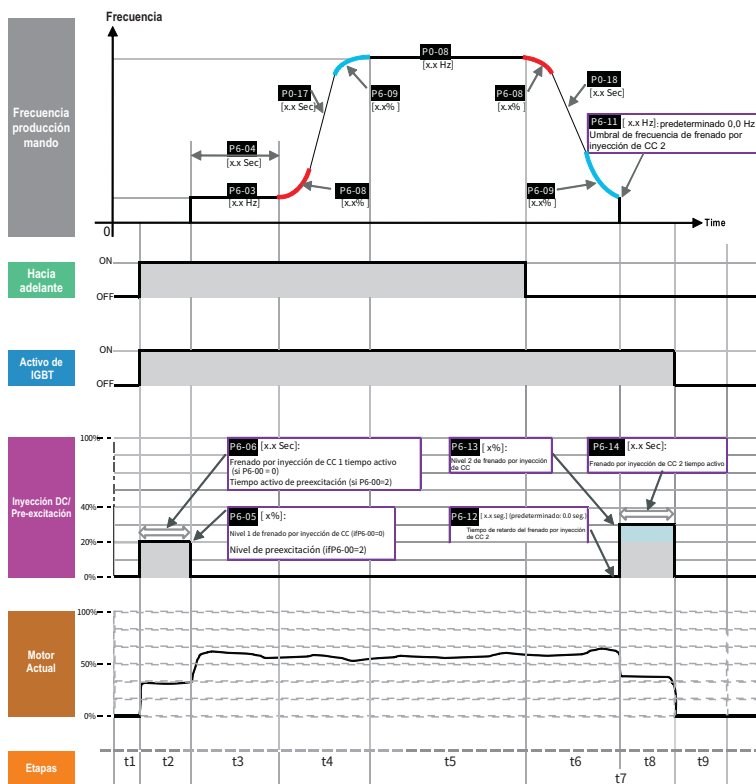 Frecuencia
Frecuencia
producción
mando
P0-08
[x.x Hz]
P0-17
[x.x Sec]
P6-09
[x.x% ]
P6-08
[x.x% ]
P0-18
[x.x Sec]
P6-11 [ x.x Hz]: predeterminado 0,0 Hz
Umbral de frecuencia de frenado por
inyección de CC 2
P6-04
[x.x Sec]
P6-03
[x.x Hz]
P6-08
[x.x% ]
P6-09
[x.x% ]
0
Time
Hacia
adelante
ON
OFF
Activo de
IGBT
ON
OFF
Inyección DC/
Pre-excitación
100%
40%
20%
0%
P6-06 [x.x Sec]:
Frenado por inyección de CC 1 tiempo activo
(si P6-00 = 0)
Tiempo activo de preexcitación (si P6-00=2)
P6-05 [ x%]:
Nivel 1 de frenado por inyección de CC (ifP6-00=0)
Nivel de preexcitación (ifP6-00=2)
P6-13 [ x%]:
Nivel 2 de frenado por inyección
de CC
P6-12 [ x.x seg.] (predeterminado: 0.0 seg.)
Tiempo de retardo del frenado por inyección
de CC 2
P6-14 [x.x Sec]:
Frenado por inyección de CC 2 tiempo activo
Motor
Actual
100%
50%
0%
Etapas
t1 t2 t3 t4 t5 t6 t8 t9
t7